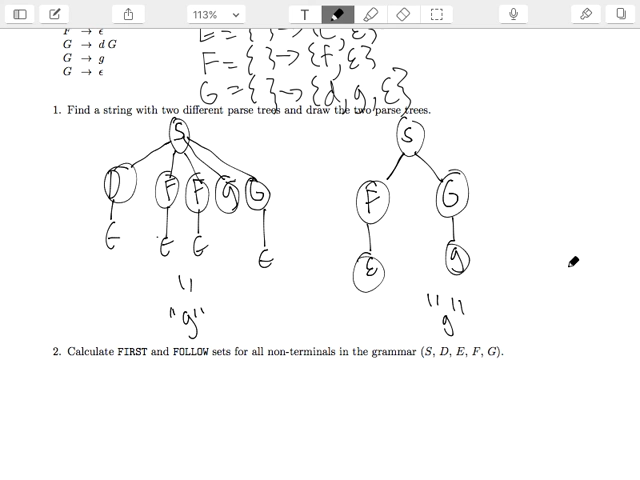 113%
T
F → ϵ
G → d G
G → g
G → ϵ
F = { } → {f, ε}
G = { } → {d, g, ε}
1. Find a string with two different parse trees and draw the two parse trees.
S S
F F g G F G
ε ε ε ε ε g
"g" "g"
2. Calculate FIRST and FOLLOW sets for all non-terminals in the grammar (S, D, E, F, G).